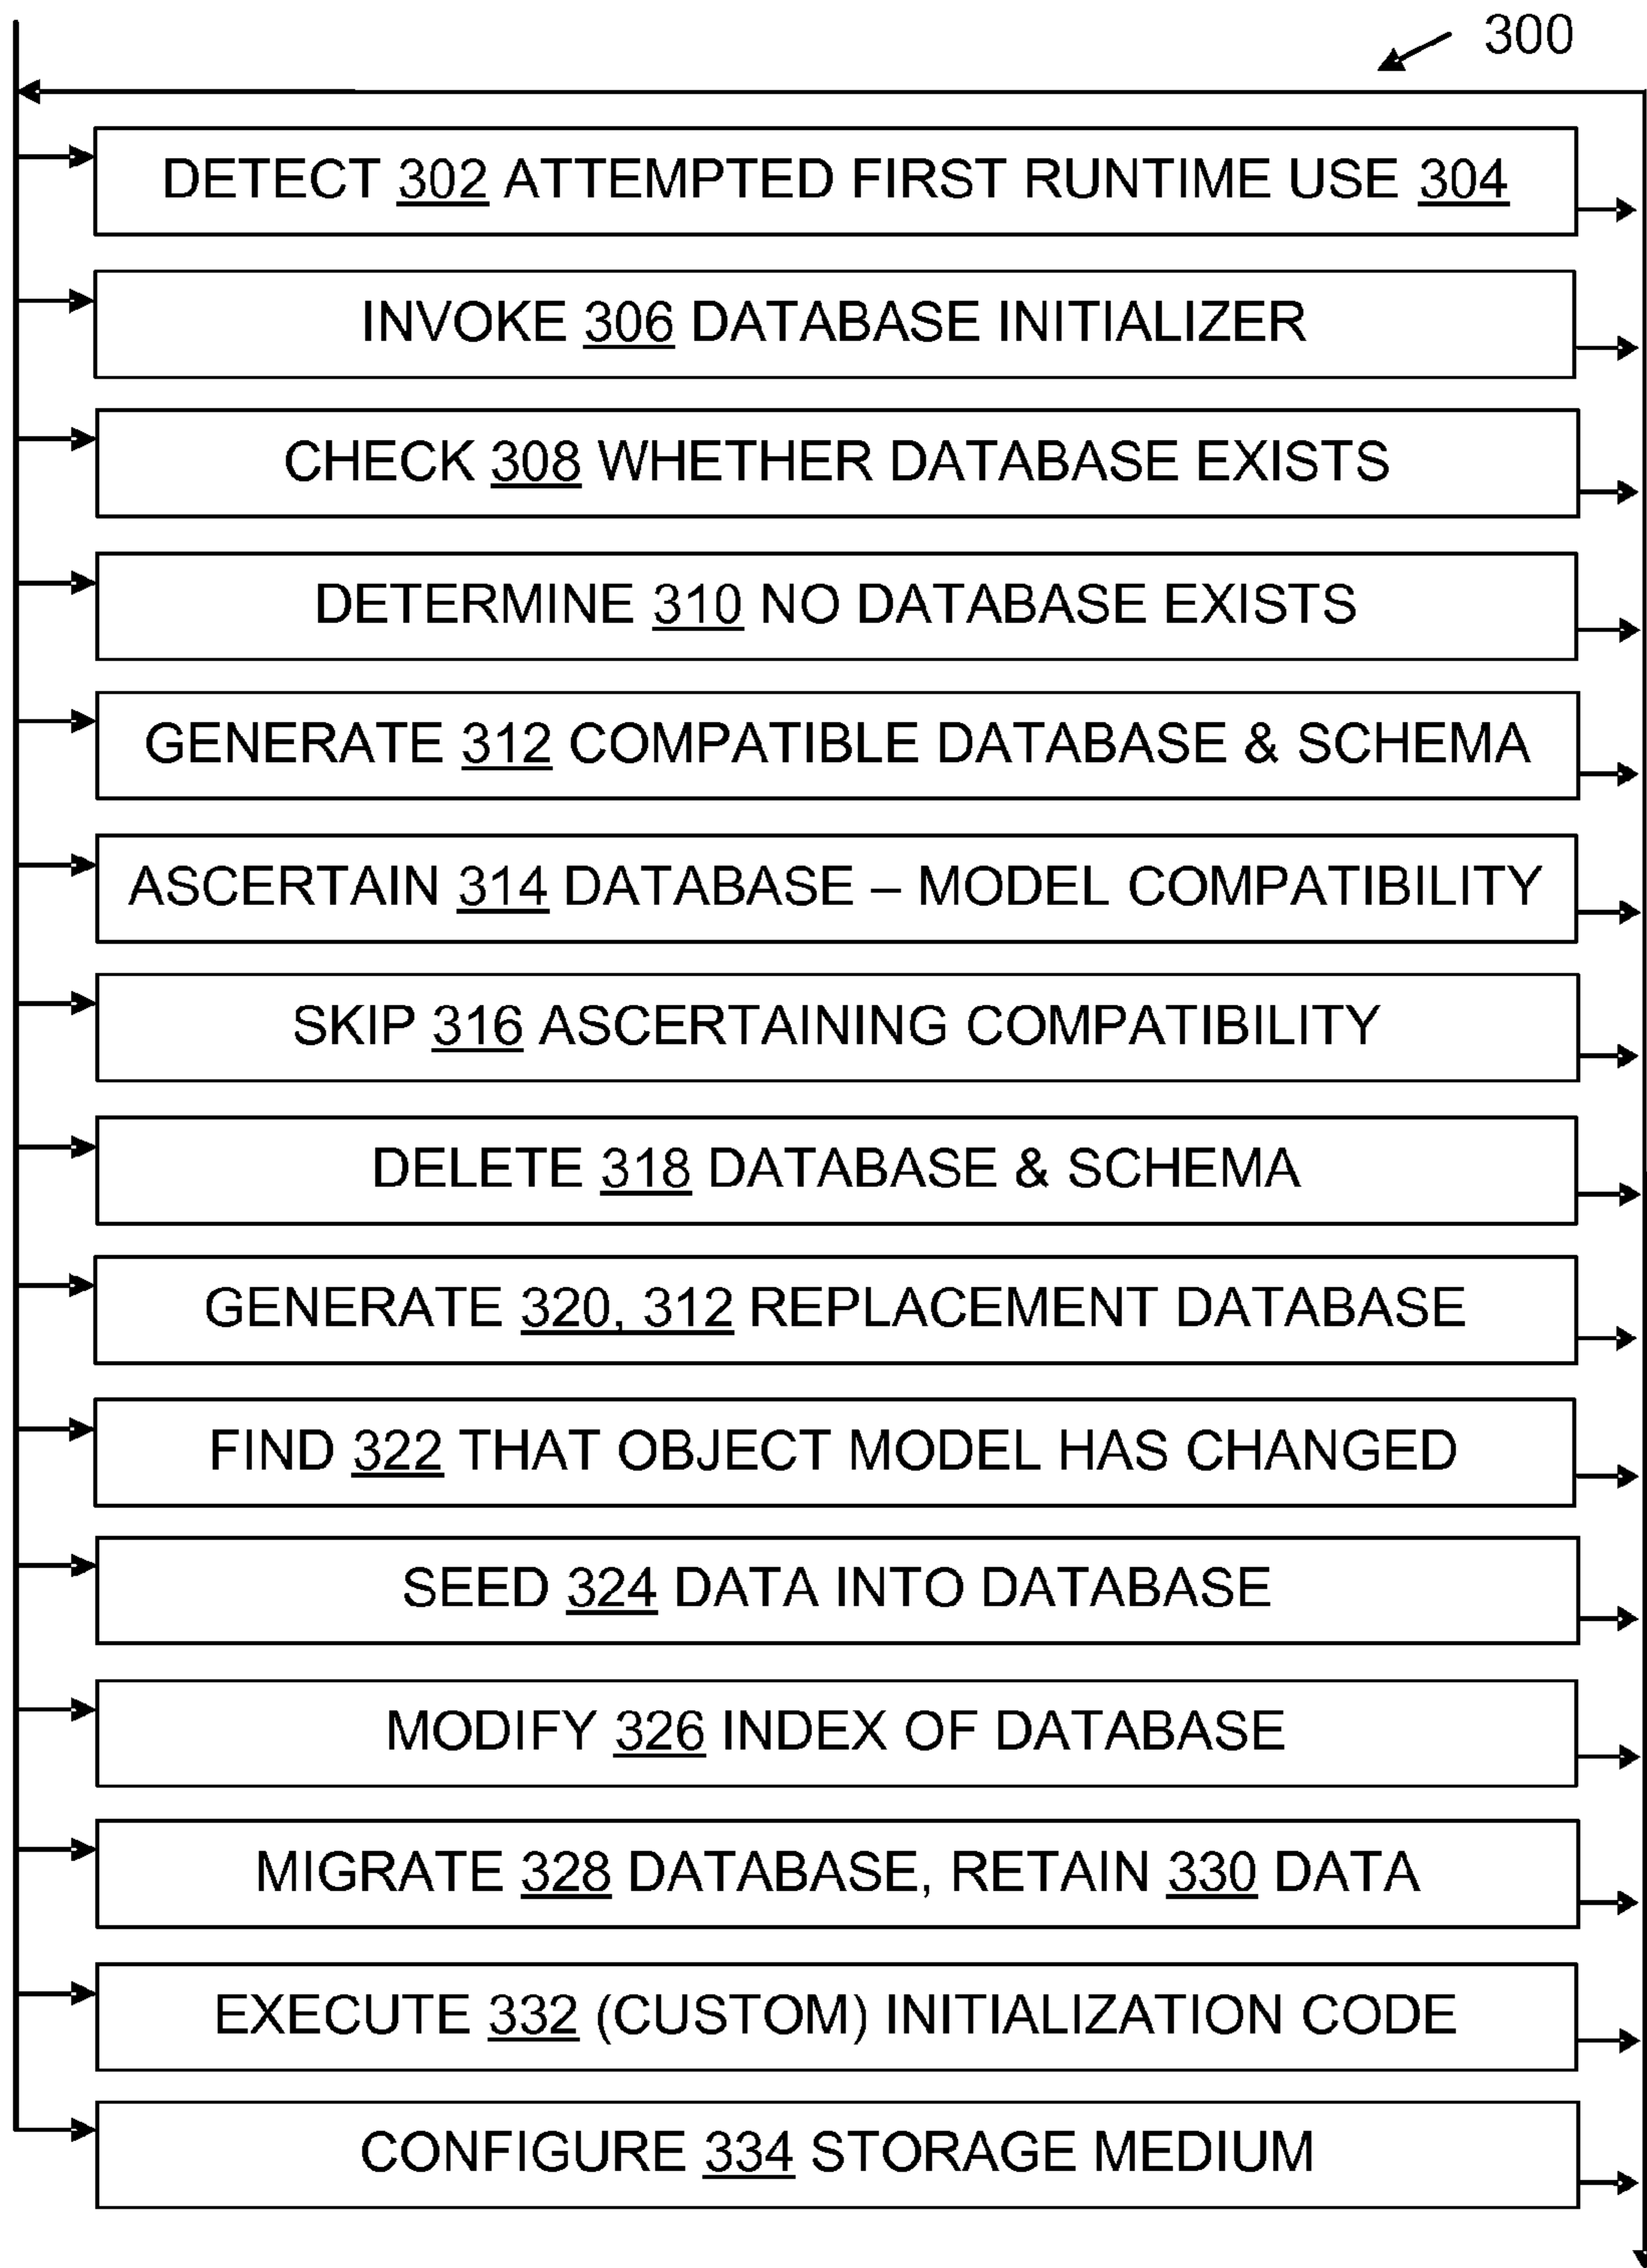 300
DETECT 302 ATTEMPTED FIRST RUNTIME USE 304
INVOKE 306 DATABASE INITIALIZER
CHECK 308 WHETHER DATABASE EXISTS
DETERMINE 310 NO DATABASE EXISTS
GENERATE 312 COMPATIBLE DATABASE & SCHEMA
ASCERTAIN 314 DATABASE – MODEL COMPATIBILITY
SKIP 316 ASCERTAINING COMPATIBILITY
DELETE 318 DATABASE & SCHEMA
GENERATE 320, 312 REPLACEMENT DATABASE
FIND 322 THAT OBJECT MODEL HAS CHANGED
SEED 324 DATA INTO DATABASE
MODIFY 326 INDEX OF DATABASE
MIGRATE 328 DATABASE, RETAIN 330 DATA
EXECUTE 332 (CUSTOM) INITIALIZATION CODE
CONFIGURE 334 STORAGE MEDIUM